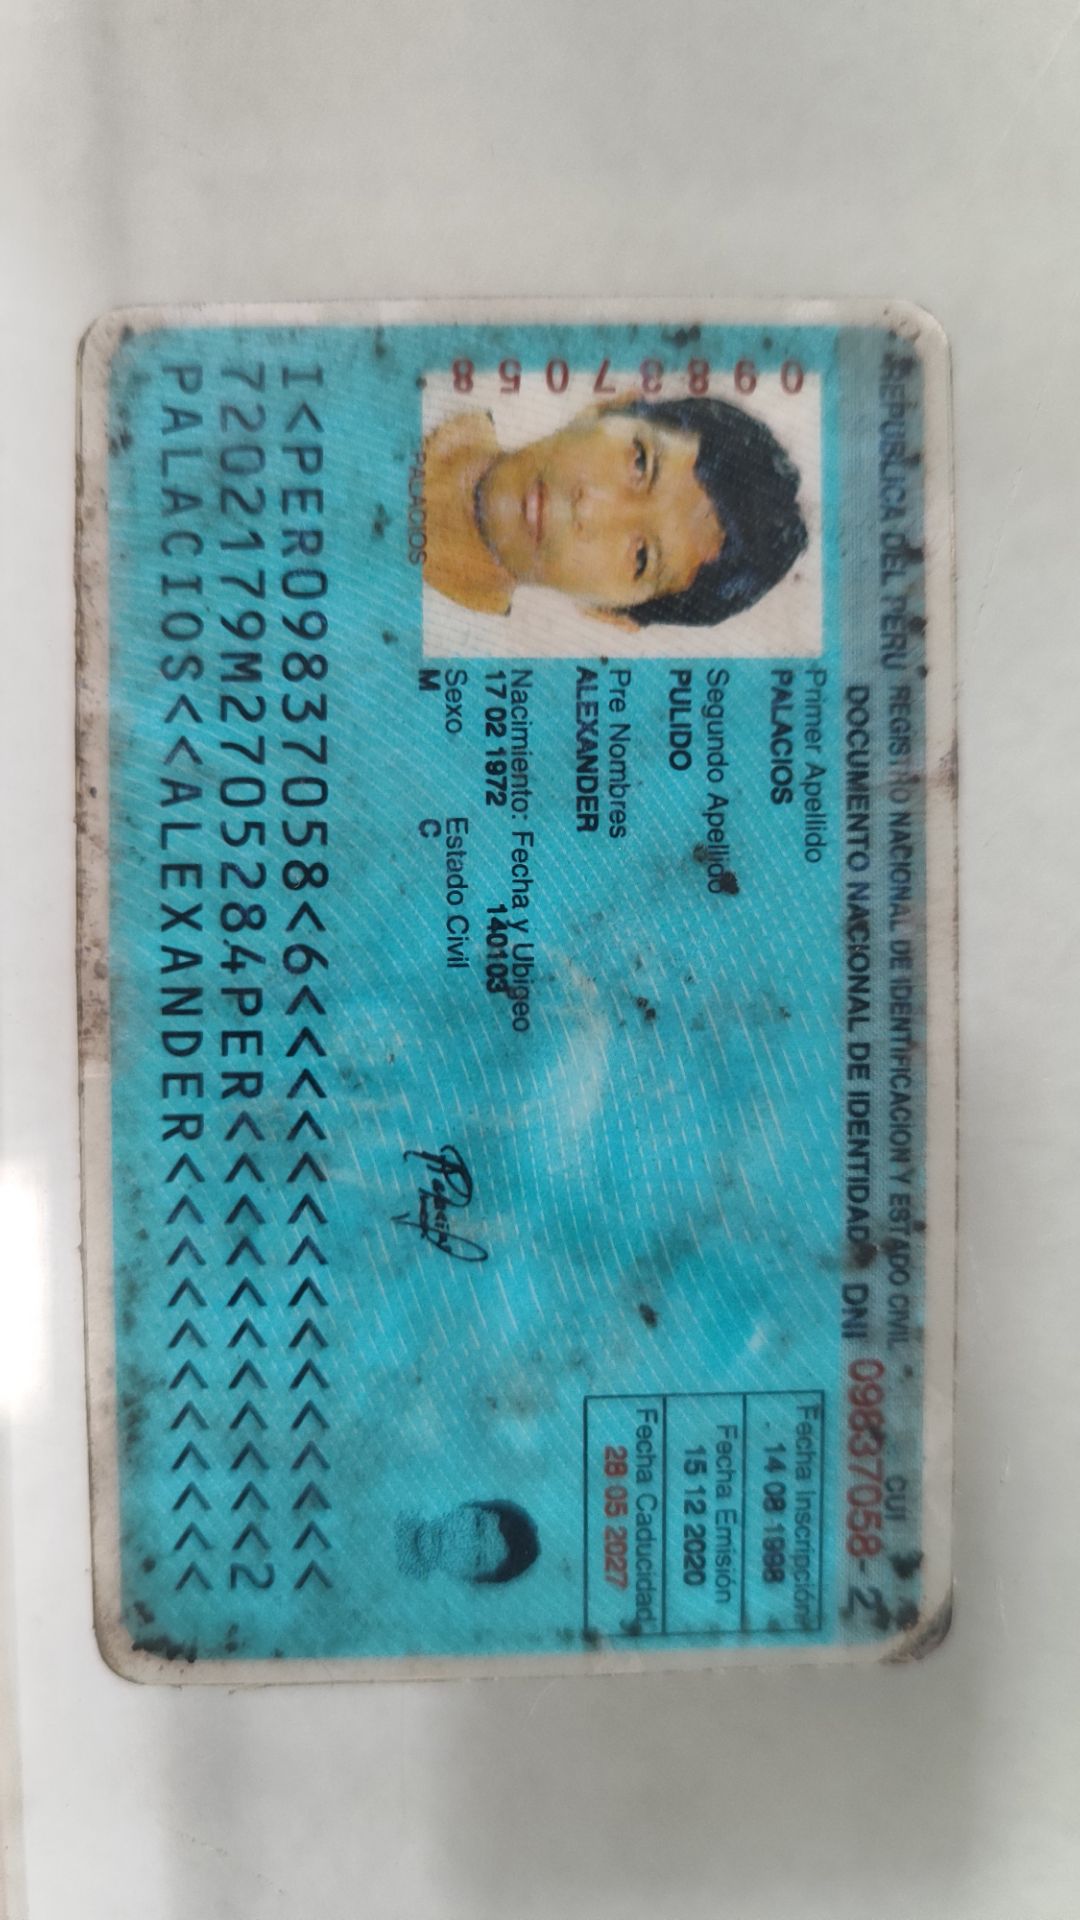 REPUBLICA DEL PERU REGISTRO NACIONAL DE IDENTIFICACION Y ESTADO CIVIL CUI
DOCUMENTO NACIONAL DE IDENTIDAD DNI 09837058-2
Primer Apellido
PALACIOS
Segundo Apellido
PULIDO
Pre Nombres
ALEXANDER
Nacimiento: Fecha y Ubigeo
17 02 1972 140103
Sexo Estado Civil
M C
Fecha Inscripción
14 08 1998
Fecha Emisión
15 12 2020
Fecha Caducidad
28 05 2027
09837058
PALACIOS
I<PER09837058<6<<<<<<<<<<<<<<<
7202179M2705284PER<<<<<<<<<<<2
PALACIOS<<ALEXANDER<<<<<<<<<<<